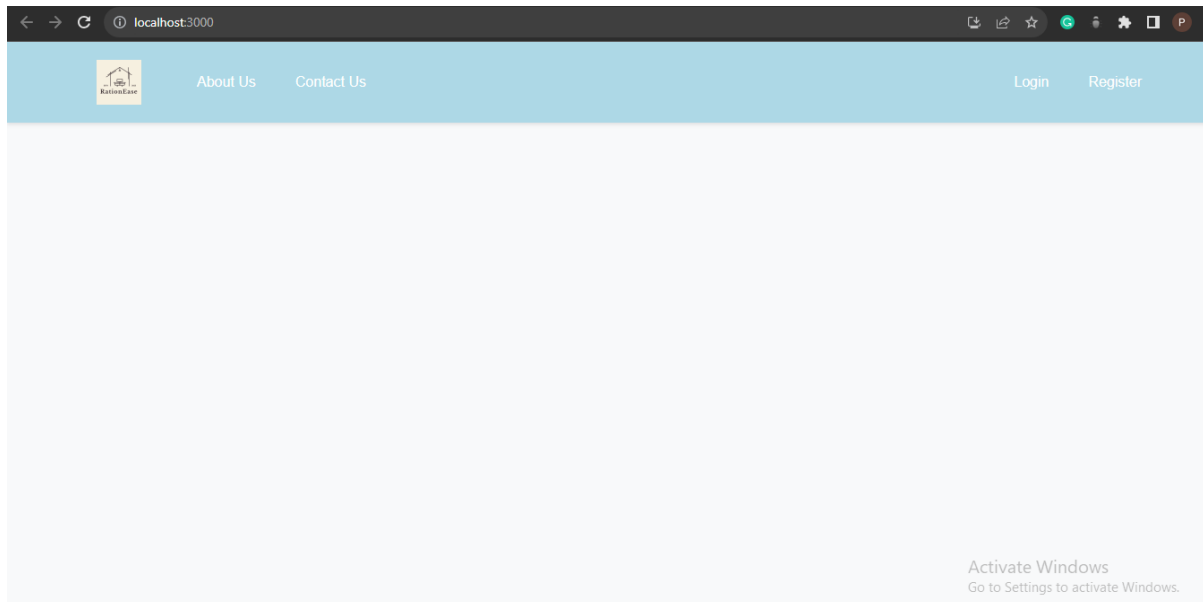 localhost:3000
RationEase
About Us
Contact Us
Login
Register
G
P
Activate Windows
Go to Settings to activate Windows.